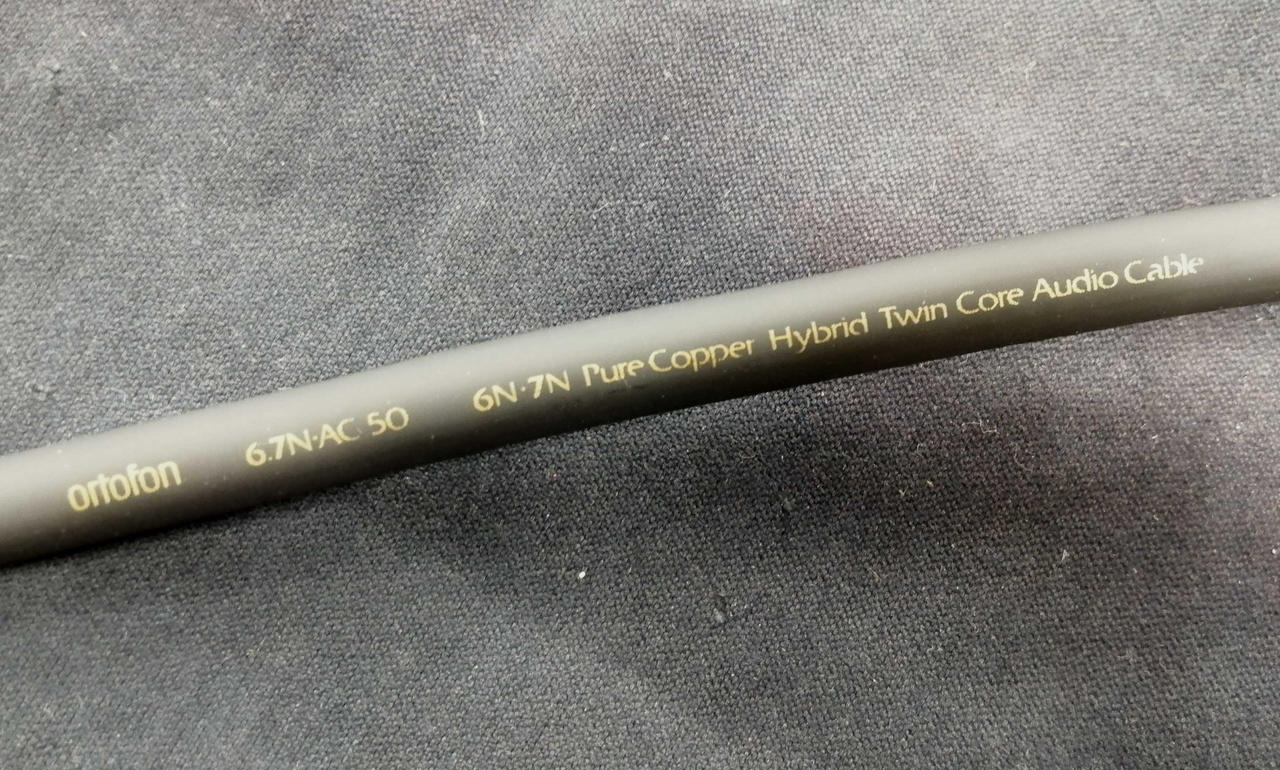 ortofon 6.7N·AC 50 6N·7N Pure Copper Hybrid Twin Core Audio Cable